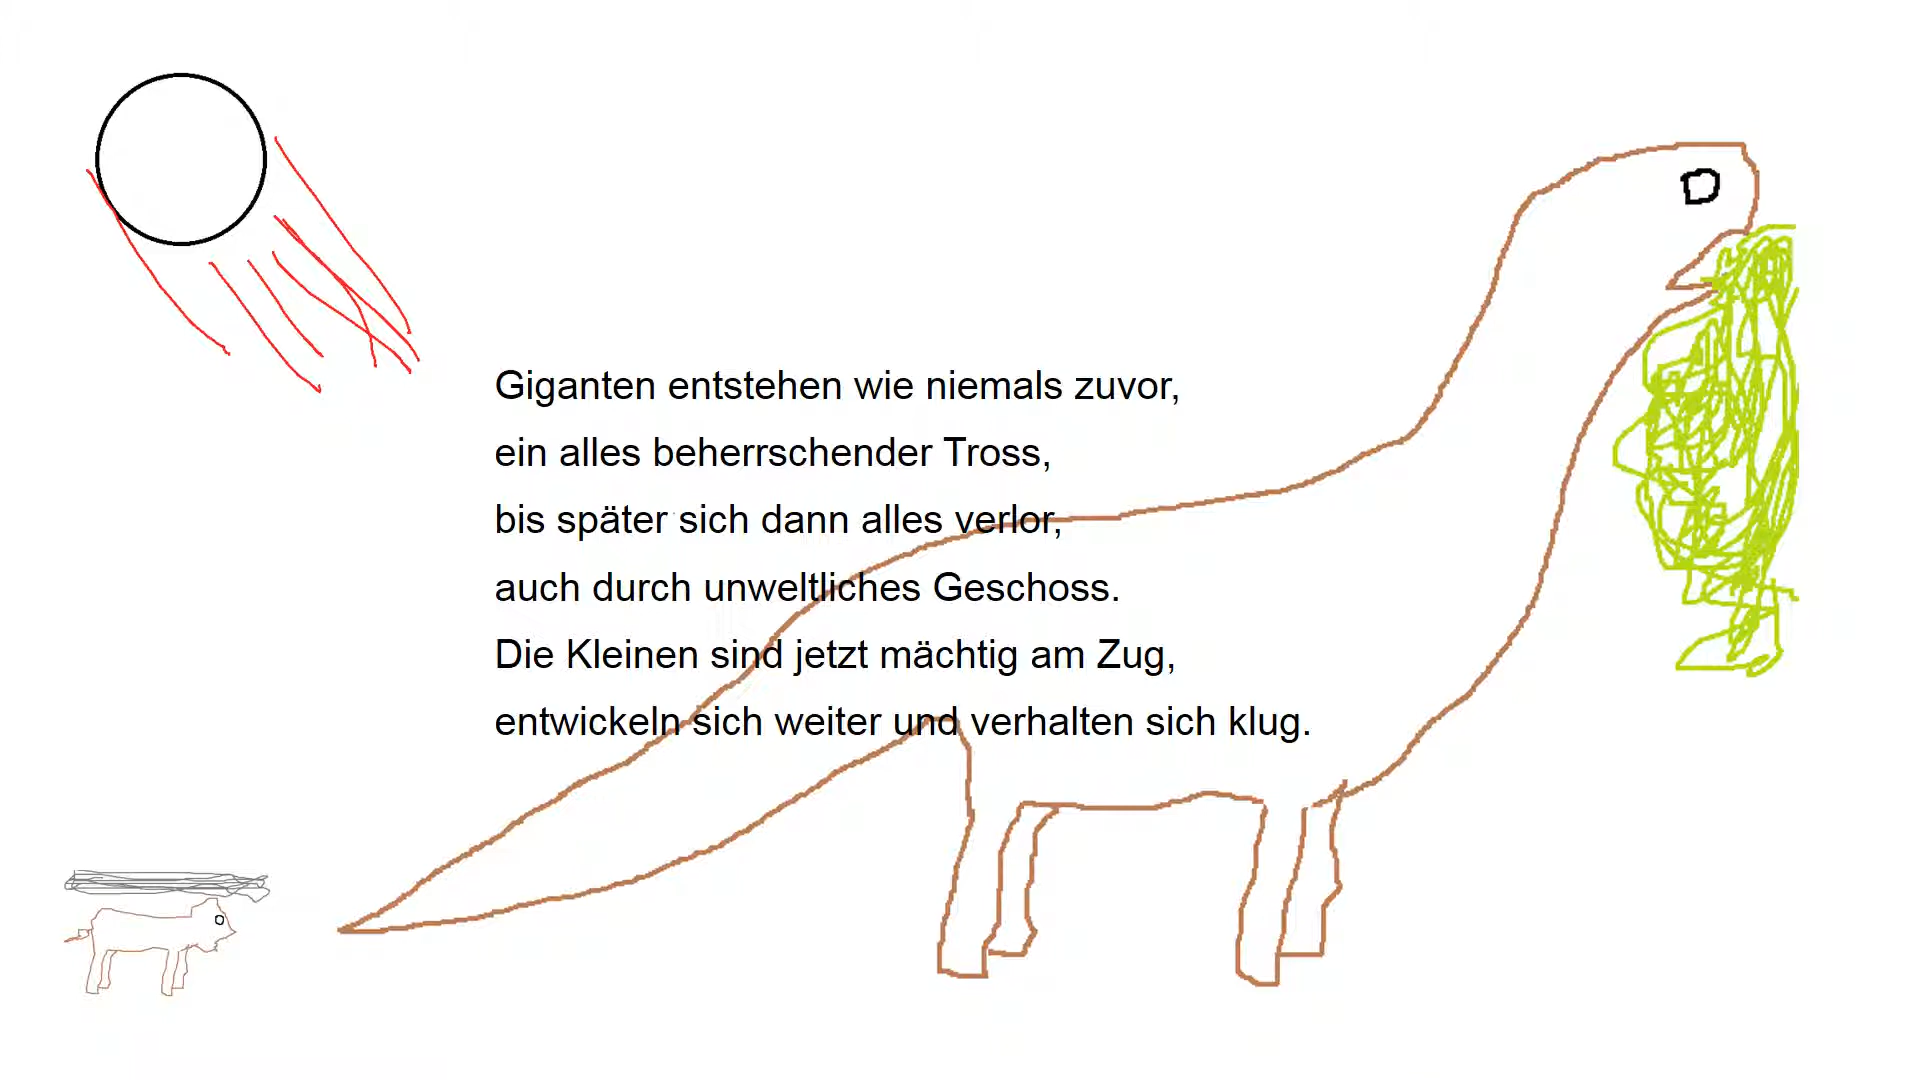 Giganten entstehen wie niemals zuvor,
ein alles beherrschender Tross,
bis später sich dann alles verlor,
auch durch unweltliches Geschoss.
Die Kleinen sind jetzt mächtig am Zug,
entwickeln sich weiter und verhalten sich klug.